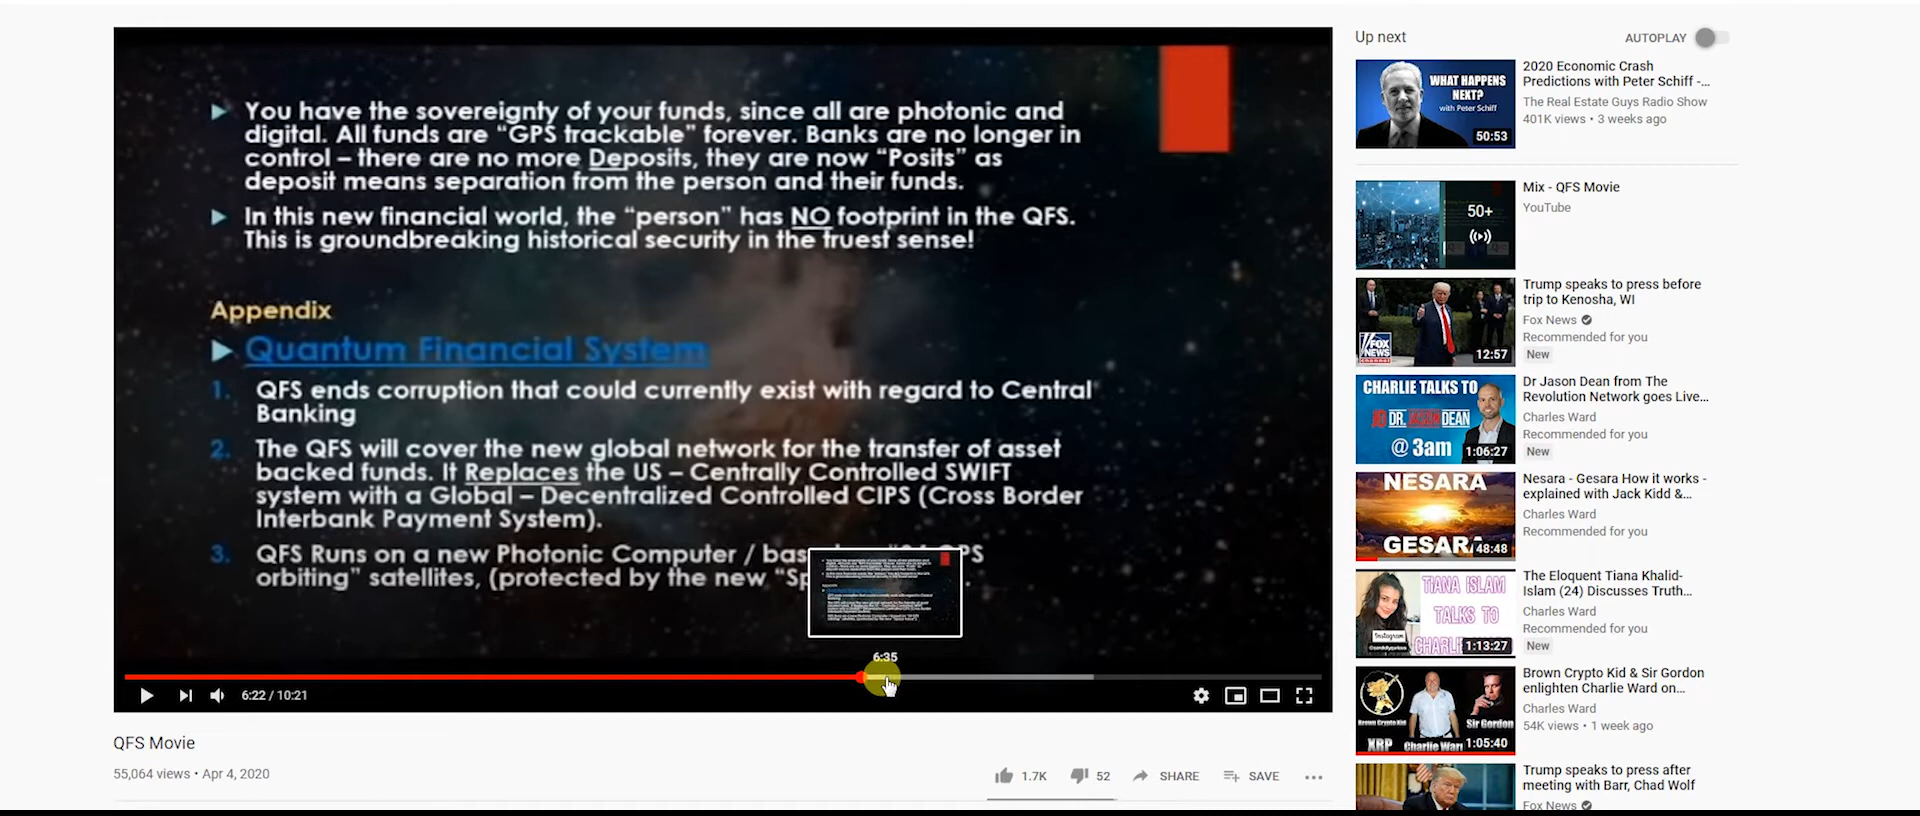 You have the sovereignty of your funds, since all are photonic and
digital. All funds are “GPS trackable” forever. Banks are no longer in
control – there are no more Deposits, they are now “Posits” as
deposit means separation from the person and their funds.
In this new financial world, the “person” has NO footprint in the QFS.
This is groundbreaking historical security in the truest sense!
Appendix
Quantum Financial System
1. QFS ends corruption that could currently exist with regard to Central
Banking
2. The QFS will cover the new global network for the transfer of asset
backed funds. It Replaces the US – Centrally Controlled SWIFT
system with a Global – Decentralized Controlled CIPS (Cross Border
Interbank Payment System).
3. QFS Runs on a new Photonic Computer /
orbiting” satellites, (protected by the new
6:35
6:22 / 10:21
QFS Movie
55,064 views • Apr 4, 2020
1.7K
52
SHARE
SAVE
Up next
AUTOPLAY
WHAT HAPPENS
NEXT?
with Peter Schiff
50:53
2020 Economic Crash
Predictions with Peter Schiff -...
The Real Estate Guys Radio Show
401K views • 3 weeks ago
50+
Mix - QFS Movie
YouTube
FOX
NEWS
channel
12:57
Trump speaks to press before
trip to Kenosha, WI
Fox News
Recommended for you
New
CHARLIE TALKS TO
DR. JASON DEAN
@ 3am
1:06:27
Dr Jason Dean from The
Revolution Network goes Live...
Charles Ward
Recommended for you
New
NESARA
GESARA
48:48
Nesara - Gesara How it works -
explained with Jack Kidd &...
Charles Ward
Recommended for you
TIANA ISLAM
TALKS TO
Instagram
1:13:27
The Eloquent Tiana Khalid-
Islam (24) Discusses Truth...
Charles Ward
Recommended for you
New
Brown Crypto Kid
Sir Gordon
XRP
Charlie Ward
1:05:40
Brown Crypto Kid & Sir Gordon
enlighten Charlie Ward on...
Charles Ward
54K views • 1 week ago
Trump speaks to press after
meeting with Barr, Chad Wolf
Fox News